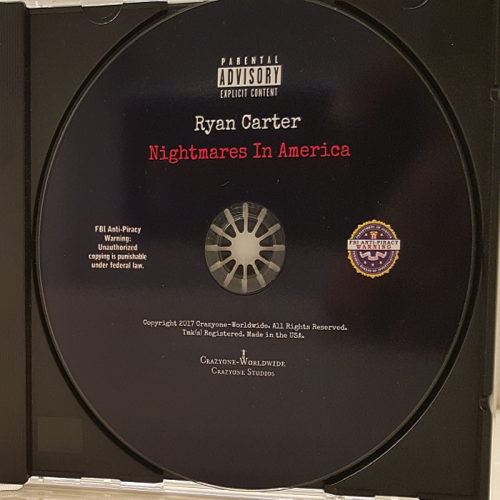 PARENTAL
ADVISORY
EXPLICIT CONTENT
Ryan Carter
Nightmares In America
FBI Anti-Piracy
Warning:
Unauthorized
copying is punishable
under federal law.
FBI ANTI-PIRACY
WARNING
Copyright 2017 Crazyone-Worldwide. All Rights Reserved.
Tmk(s) Registered. Made in the USA.
Crazyone-Worldwide
Crazyone Studios